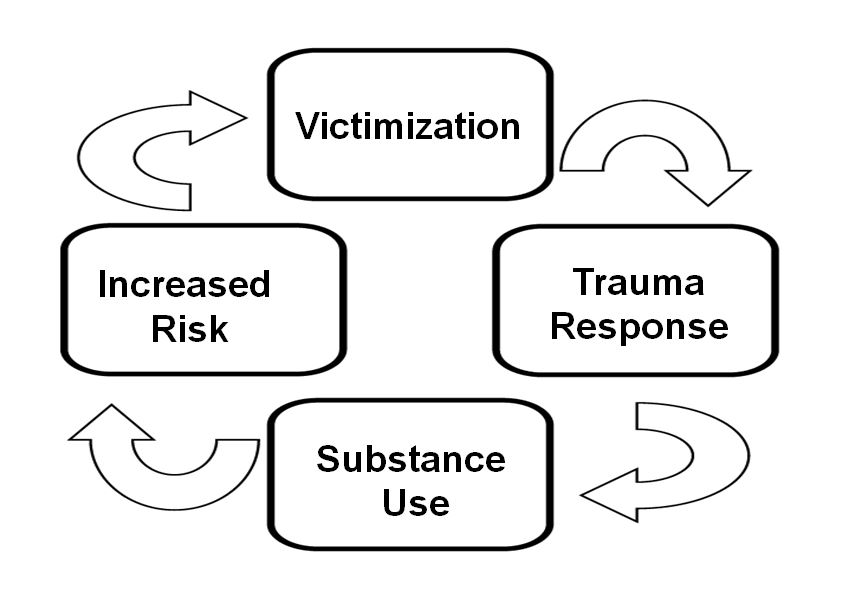 Victimization
Increased
Risk
Trauma
Response
Substance
Use